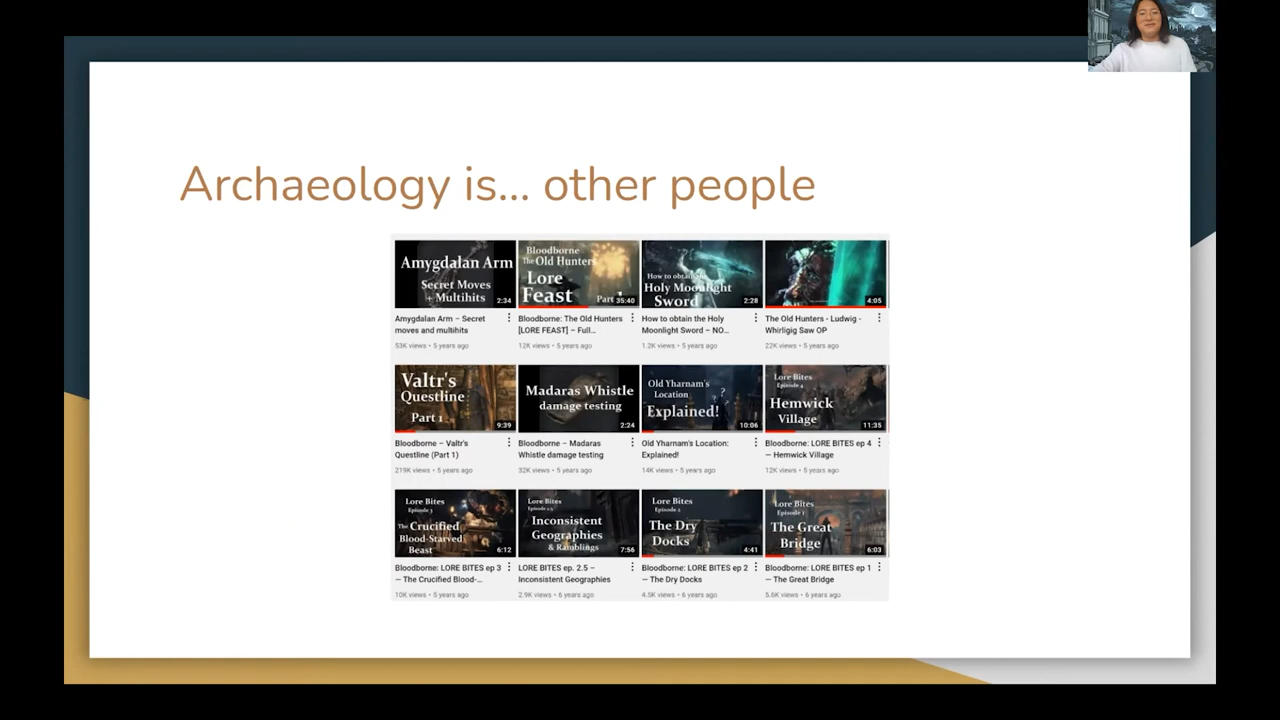 Archaeology is... other people
Amygdalan Arm
Secret Moves
+ Multihits
2:34
Bloodborne
The Old Hunters
Lore
Feast
Part
35:40
How to obtain the
Holy Moonlight
Sword
2:28
4:05
Amygdalan Arm – Secret
moves and multihits
53K views • 5 years ago
Bloodborne: The Old Hunters
[LORE FEAST] – Full...
12K views • 5 years ago
How to obtain the Holy
Moonlight Sword – NO...
1.2K views • 5 years ago
The Old Hunters - Ludwig -
Whirligig Saw OP
22K views • 5 years ago
Valtr's
Questline
Part 1
9:39
Madaras Whistle
damage testing
2:24
Old Yharnam's
Location
Explained!
10:06
Lore Bites
Episode 4
Hemwick
Village
11:35
Bloodborne – Valtr's
Questline (Part 1)
219K views • 5 years ago
Bloodborne – Madaras
Whistle damage testing
32K views • 5 years ago
Old Yharnam's Location:
Explained!
14K views • 5 years ago
Bloodborne: LORE BITES ep 4
— Hemwick Village
12K views • 5 years ago
Lore Bites
Episode 3
The Crucified
Blood-Starved
Beast
6:12
Lore Bites
Episode 2.5
Inconsistent
Geographies
& Ramblings
7:56
Lore Bites
Episode 2
The Dry
Docks
4:41
Lore Bites
Episode 1
The Great
Bridge
6:03
Bloodborne: LORE BITES ep 3
— The Crucified Blood-...
10K views • 5 years ago
LORE BITES ep. 2.5 –
Inconsistent Geographies
2.9K views • 6 years ago
Bloodborne: LORE BITES ep 2
— The Dry Docks
4.5K views • 6 years ago
Bloodborne: LORE BITES ep 1
— The Great Bridge
5.6K views • 6 years ago